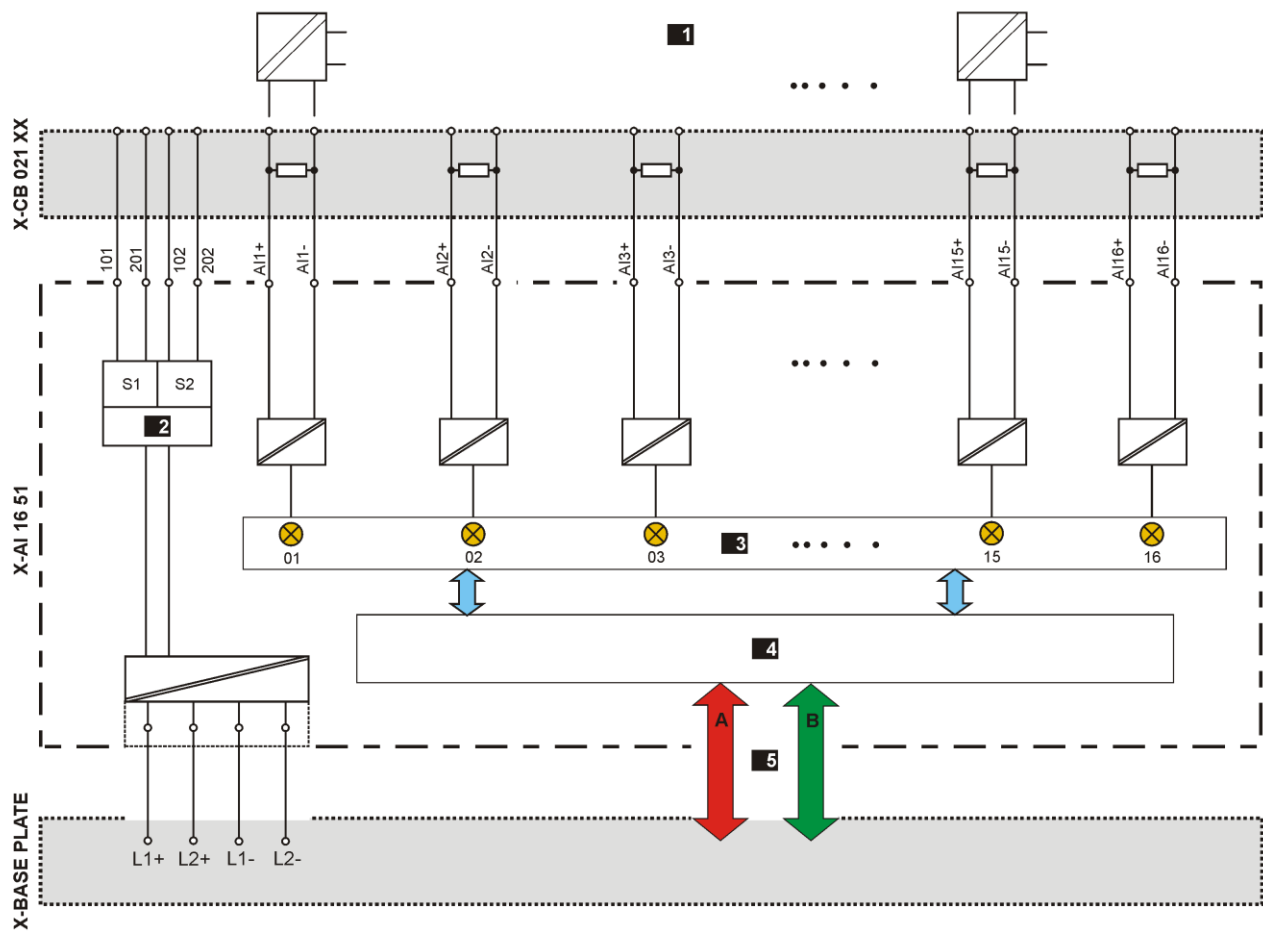 1
X-CB 021 XX
101
201
102
202
AI1+
AI1-
AI2+
AI2-
AI3+
AI3-
AI15+
AI15-
AI16+
AI16-
X-AI 16 51
S1
S2
2
3
01
02
03
15
16
4
A
B
5
X-BASE PLATE
L1+
L2+
L1-
L2-